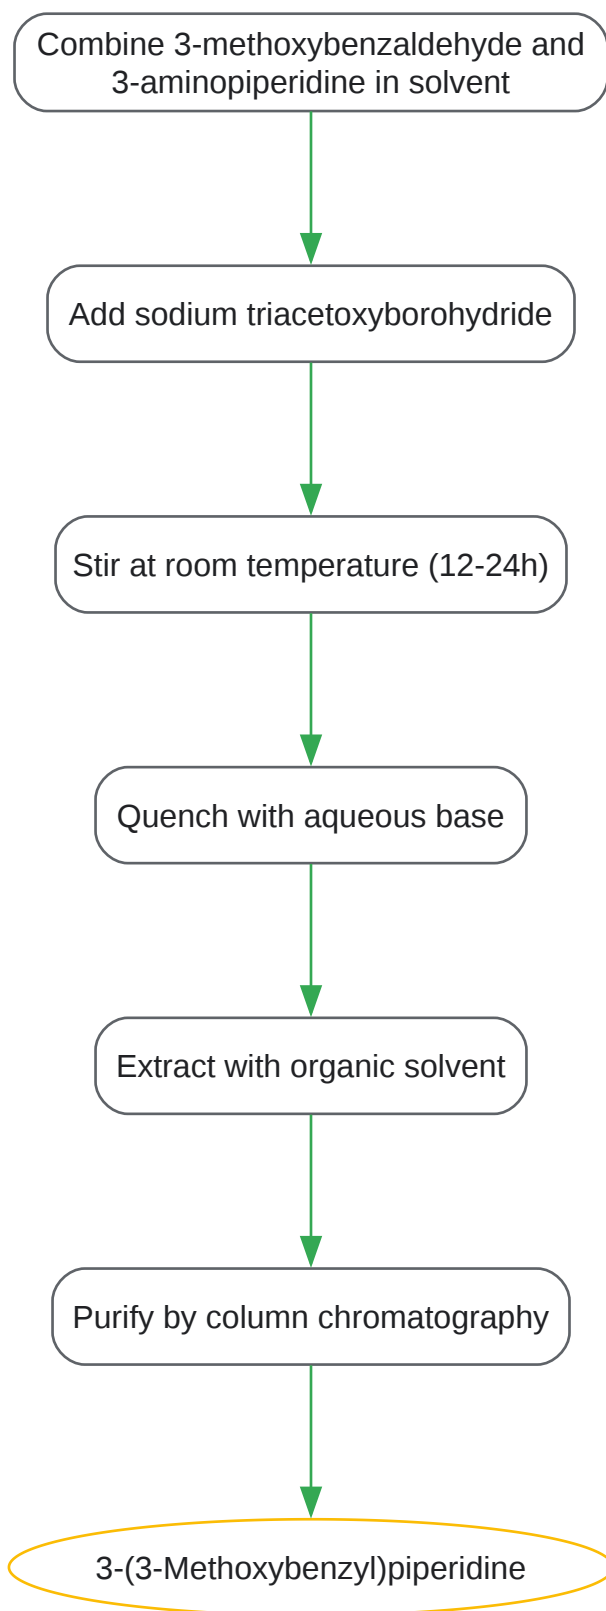 Combine 3-methoxybenzaldehyde and
3-aminopiperidine in solvent
Add sodium triacetoxyborohydride
Stir at room temperature (12-24h)
Quench with aqueous base
Extract with organic solvent
Purify by column chromatography
3-(3-Methoxybenzyl)piperidine